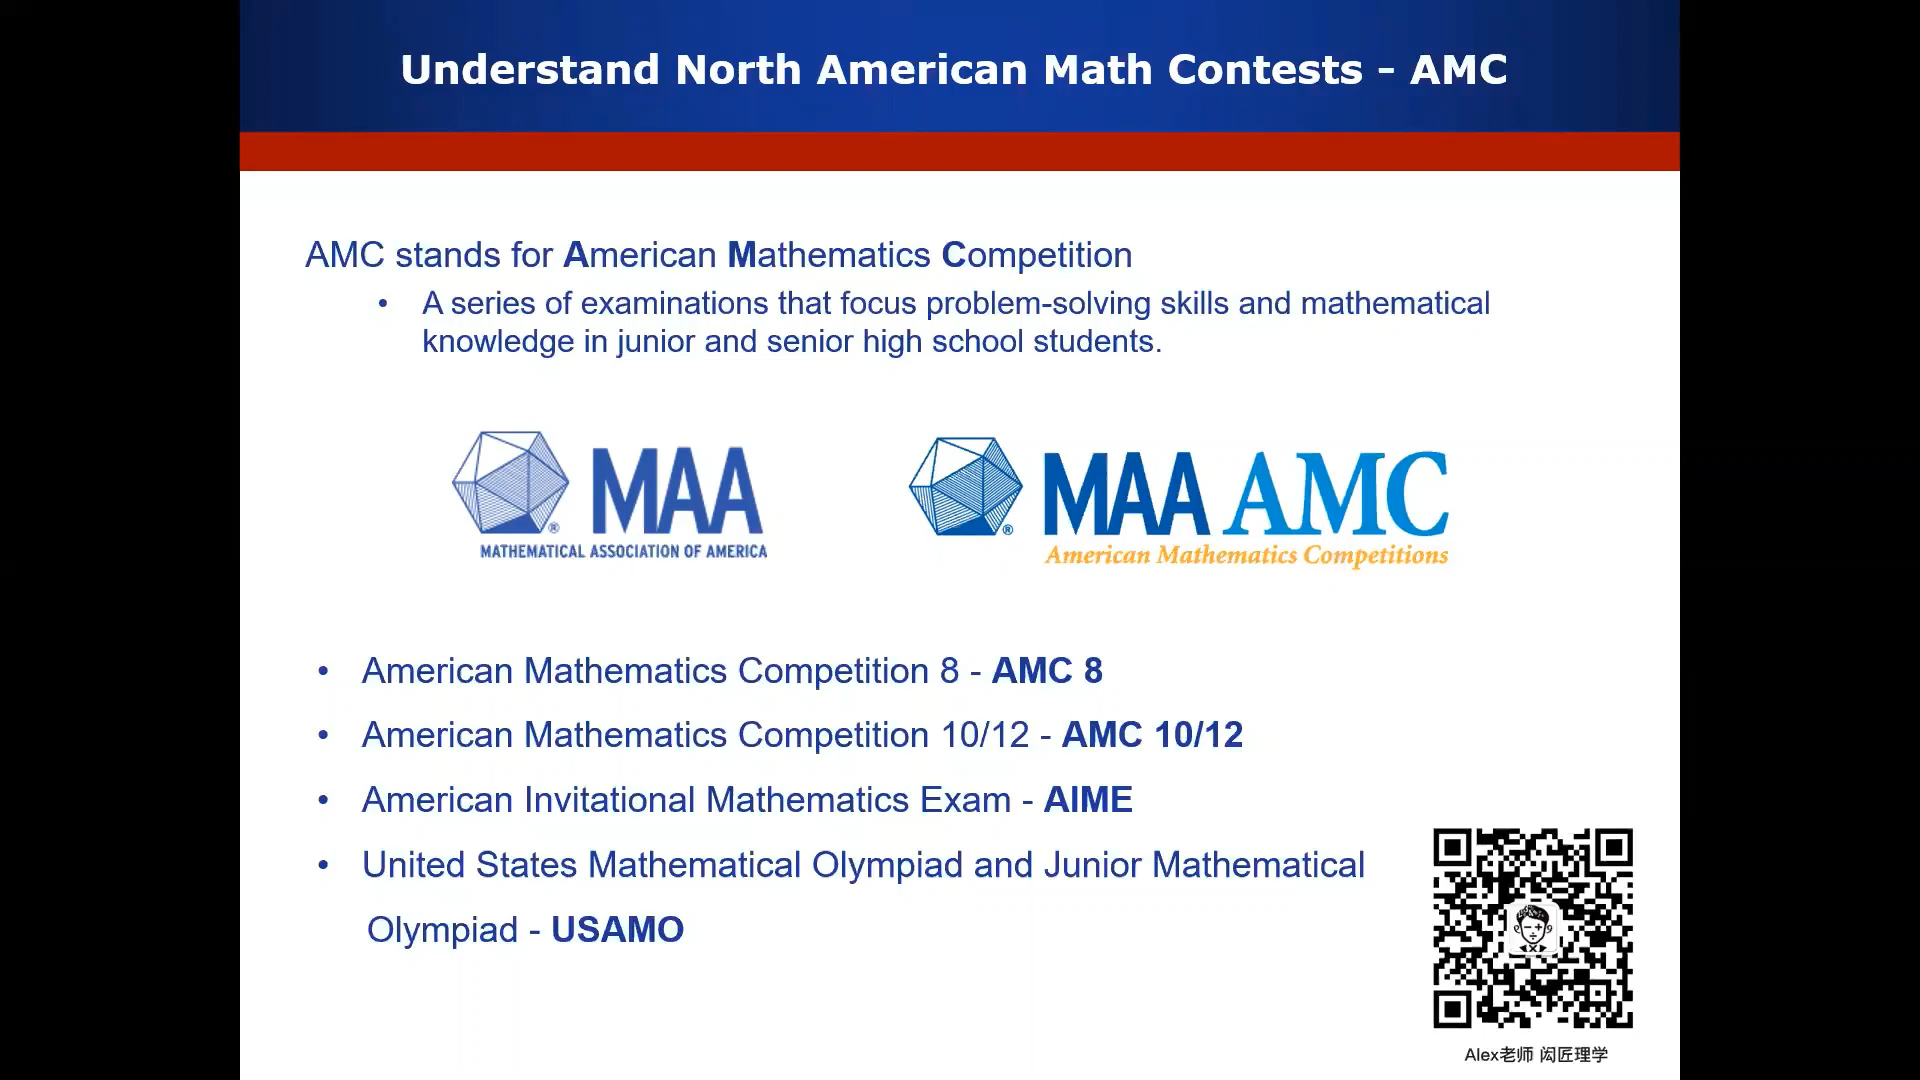 Understand North American Math Contests - AMC
AMC stands for American Mathematics Competition
• A series of examinations that focus problem-solving skills and mathematical
knowledge in junior and senior high school students.
MAA
MATHEMATICAL ASSOCIATION OF AMERICA
MAA AMC
American Mathematics Competitions
• American Mathematics Competition 8 - AMC 8
• American Mathematics Competition 10/12 - AMC 10/12
• American Invitational Mathematics Exam - AIME
• United States Mathematical Olympiad and Junior Mathematical
Olympiad - USAMO
Alex老师 闳匠理学